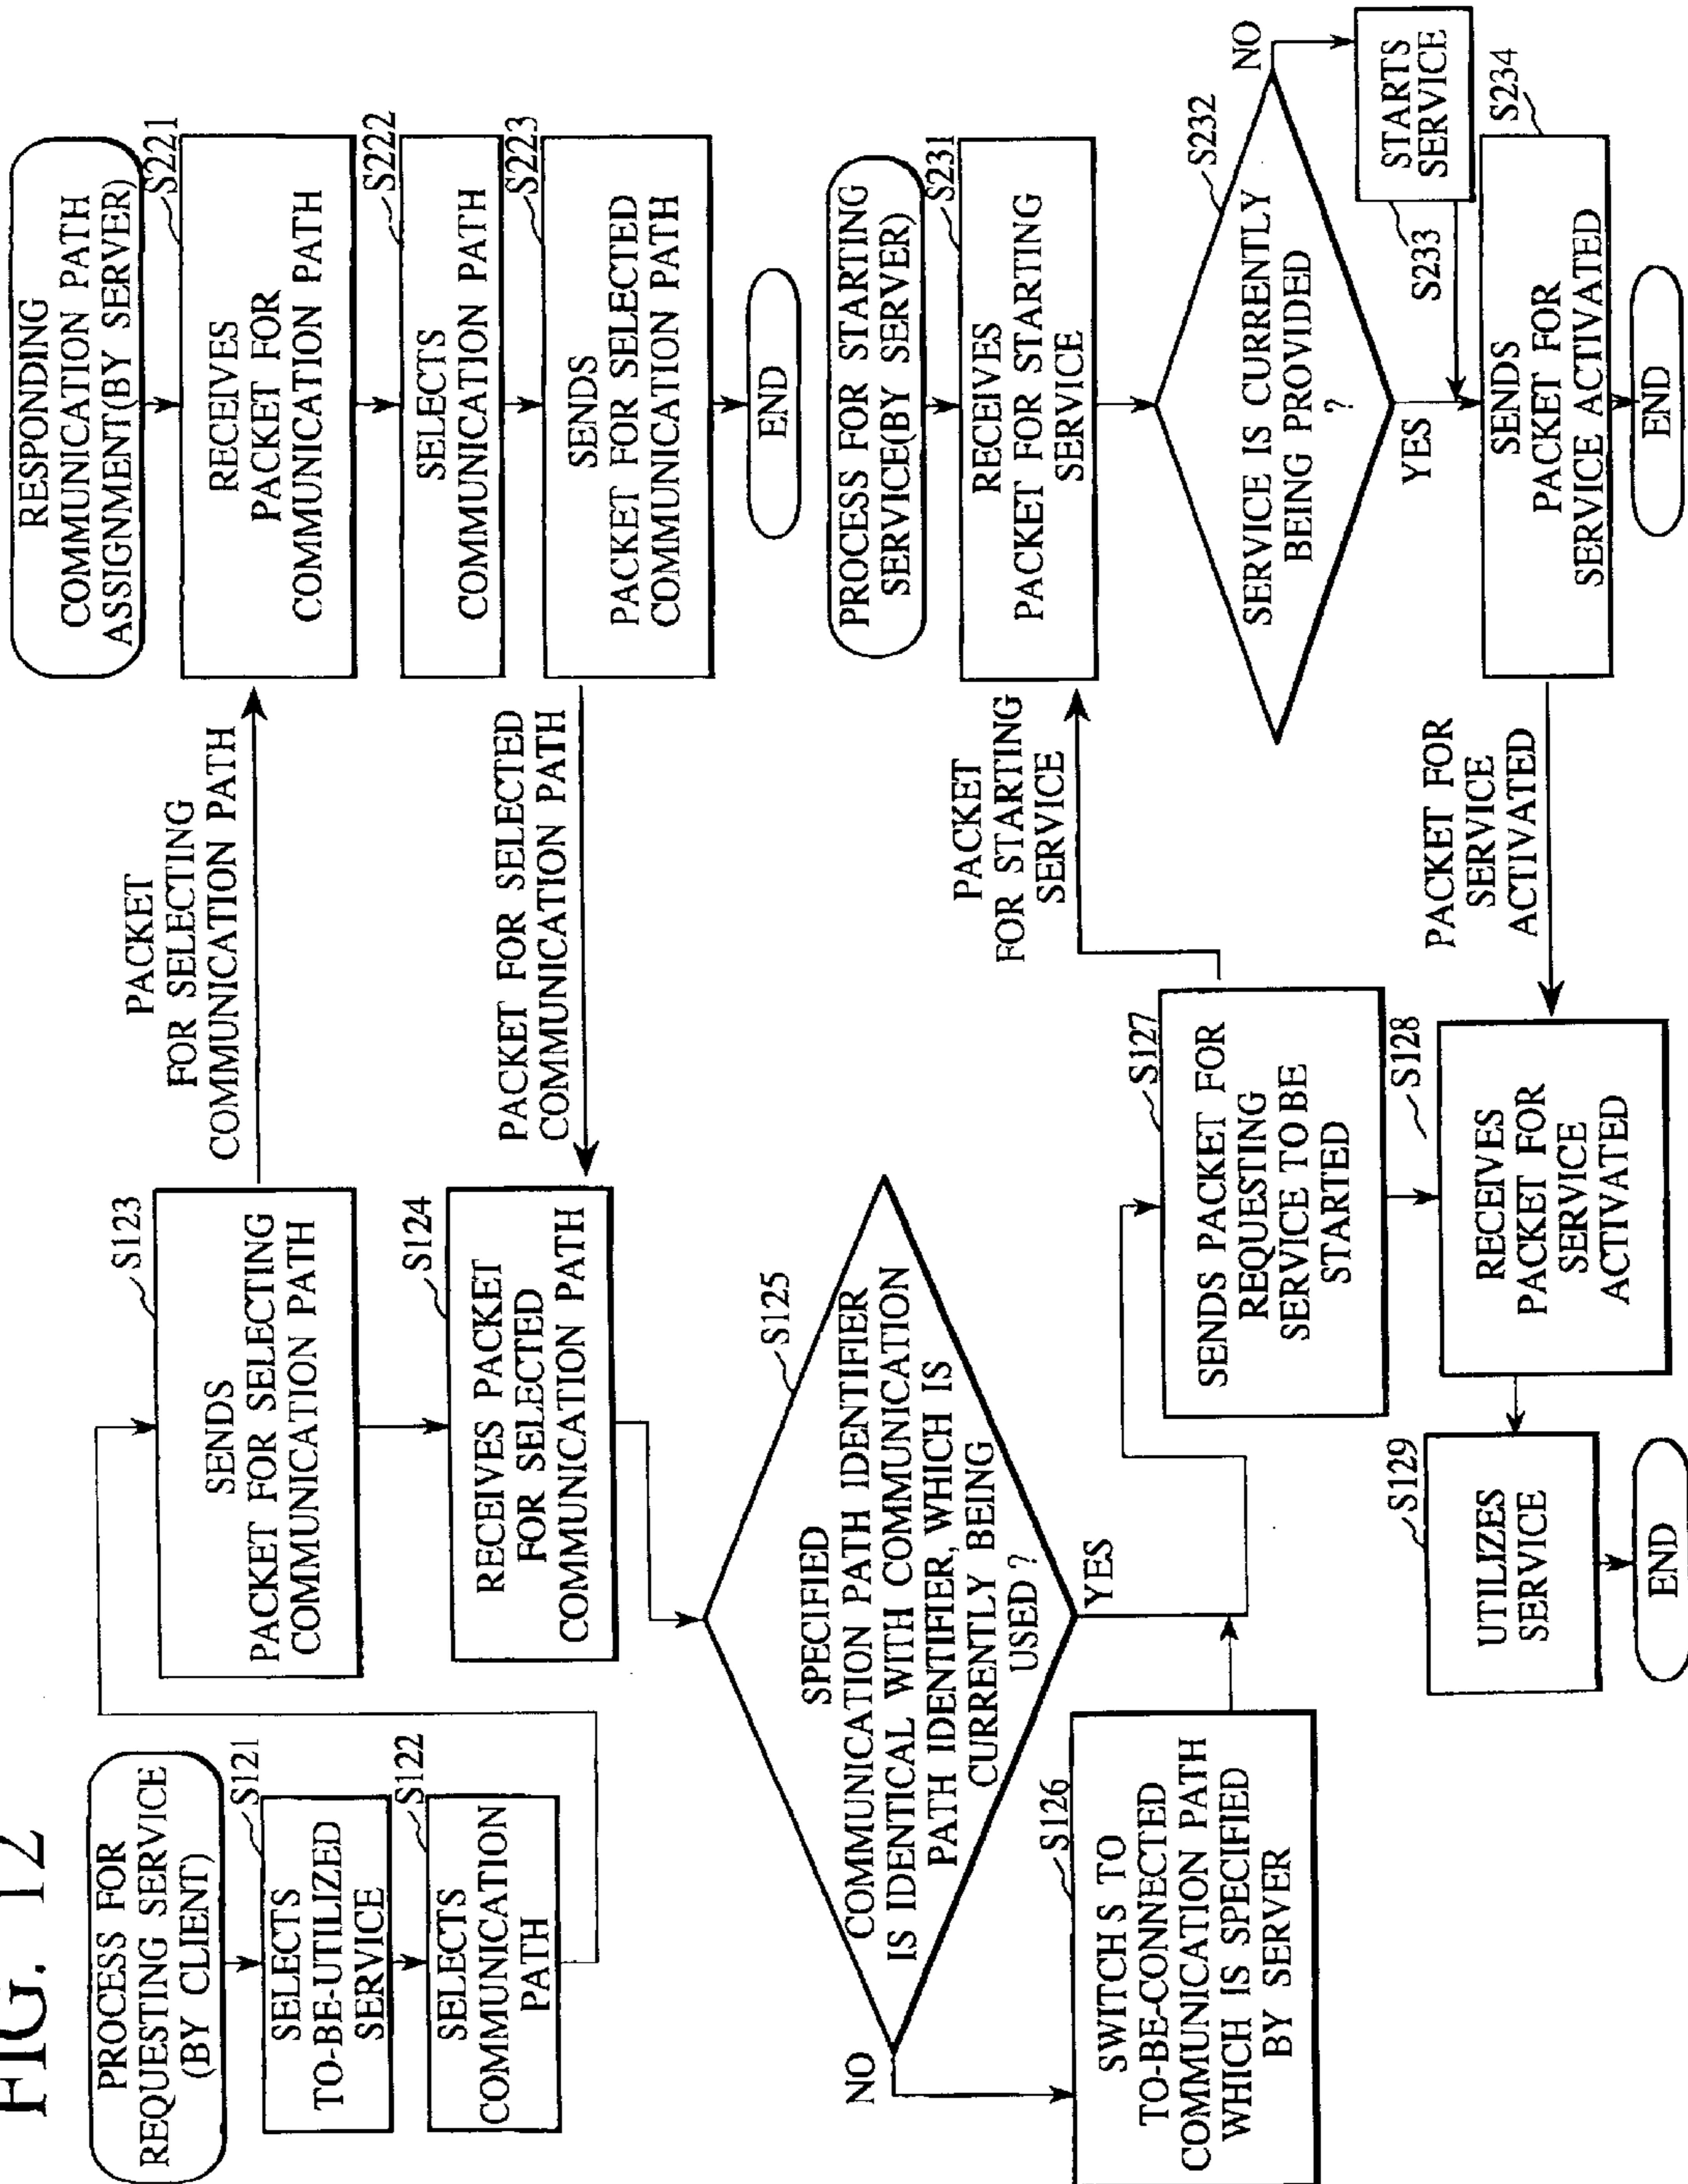 FIG. 12
PROCESS FOR
REQUESTING SERVICE
(BY CLIENT)
S121
SELECTS
TO-BE-UTILIZED
SERVICE
S122
SELECTS
COMMUNICATION
PATH
S123
SENDS
PACKET FOR SELECTING
COMMUNICATION PATH
PACKET
FOR SELECTING
COMMUNICATION PATH
S124
RECEIVES PACKET
FOR SELECTED
COMMUNICATION PATH
PACKET FOR SELECTED
COMMUNICATION PATH
S125
SPECIFIED
COMMUNICATION PATH IDENTIFIER
IS IDENTICAL WITH COMMUNICATION
PATH IDENTIFIER, WHICH IS
CURRENTLY BEING
USED ?
NO
YES
S126
SWITCH S TO
TO-BE-CONNECTED
COMMUNICATION PATH
WHICH IS SPECIFIED
BY SERVER
S127
SENDS PACKET FOR
REQUESTING
SERVICE TO BE
STARTED
PACKET
FOR STARTING
SERVICE
S128
RECEIVES
PACKET FOR
SERVICE
ACTIVATED
PACKET FOR
SERVICE
ACTIVATED
S129
UTILIZES
SERVICE
END
RESPONDING
COMMUNICATION PATH
ASSIGNMENT(BY SERVER)
S221
RECEIVES
PACKET FOR
COMMUNICATION PATH
S222
SELECTS
COMMUNICATION PATH
S223
SENDS
PACKET FOR SELECTED
COMMUNICATION PATH
END
PROCESS FOR STARTING
SERVICE(BY SERVER)
S231
RECEIVES
PACKET FOR STARTING
SERVICE
S232
SERVICE IS CURRENTLY
BEING PROVIDED
?
NO
YES
S233
STARTS
SERVICE
S234
SENDS
PACKET FOR
SERVICE ACTIVATED
END